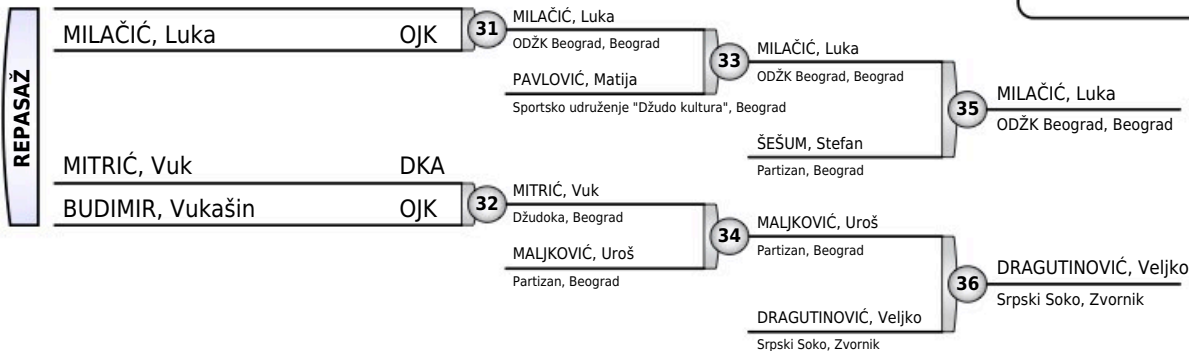 REPASAŽ
MILAČIĆ, Luka OJK
MITRIĆ, Vuk DKA
BUDIMIR, Vukašin OJK
31
32
MILAČIĆ, Luka
ODŽK Beograd, Beograd
PAVLOVIĆ, Matija
Sportsko udruženje "Džudo kultura", Beograd
MITRIĆ, Vuk
Džudoka, Beograd
MALJKOVIĆ, Uroš
Partizan, Beograd
33
34
MILAČIĆ, Luka
ODŽK Beograd, Beograd
ŠEŠUM, Stefan
Partizan, Beograd
MALJKOVIĆ, Uroš
Partizan, Beograd
DRAGUTINOVIĆ, Veljko
Srpski Soko, Zvornik
35
36
MILAČIĆ, Luka
ODŽK Beograd, Beograd
DRAGUTINOVIĆ, Veljko
Srpski Soko, Zvornik